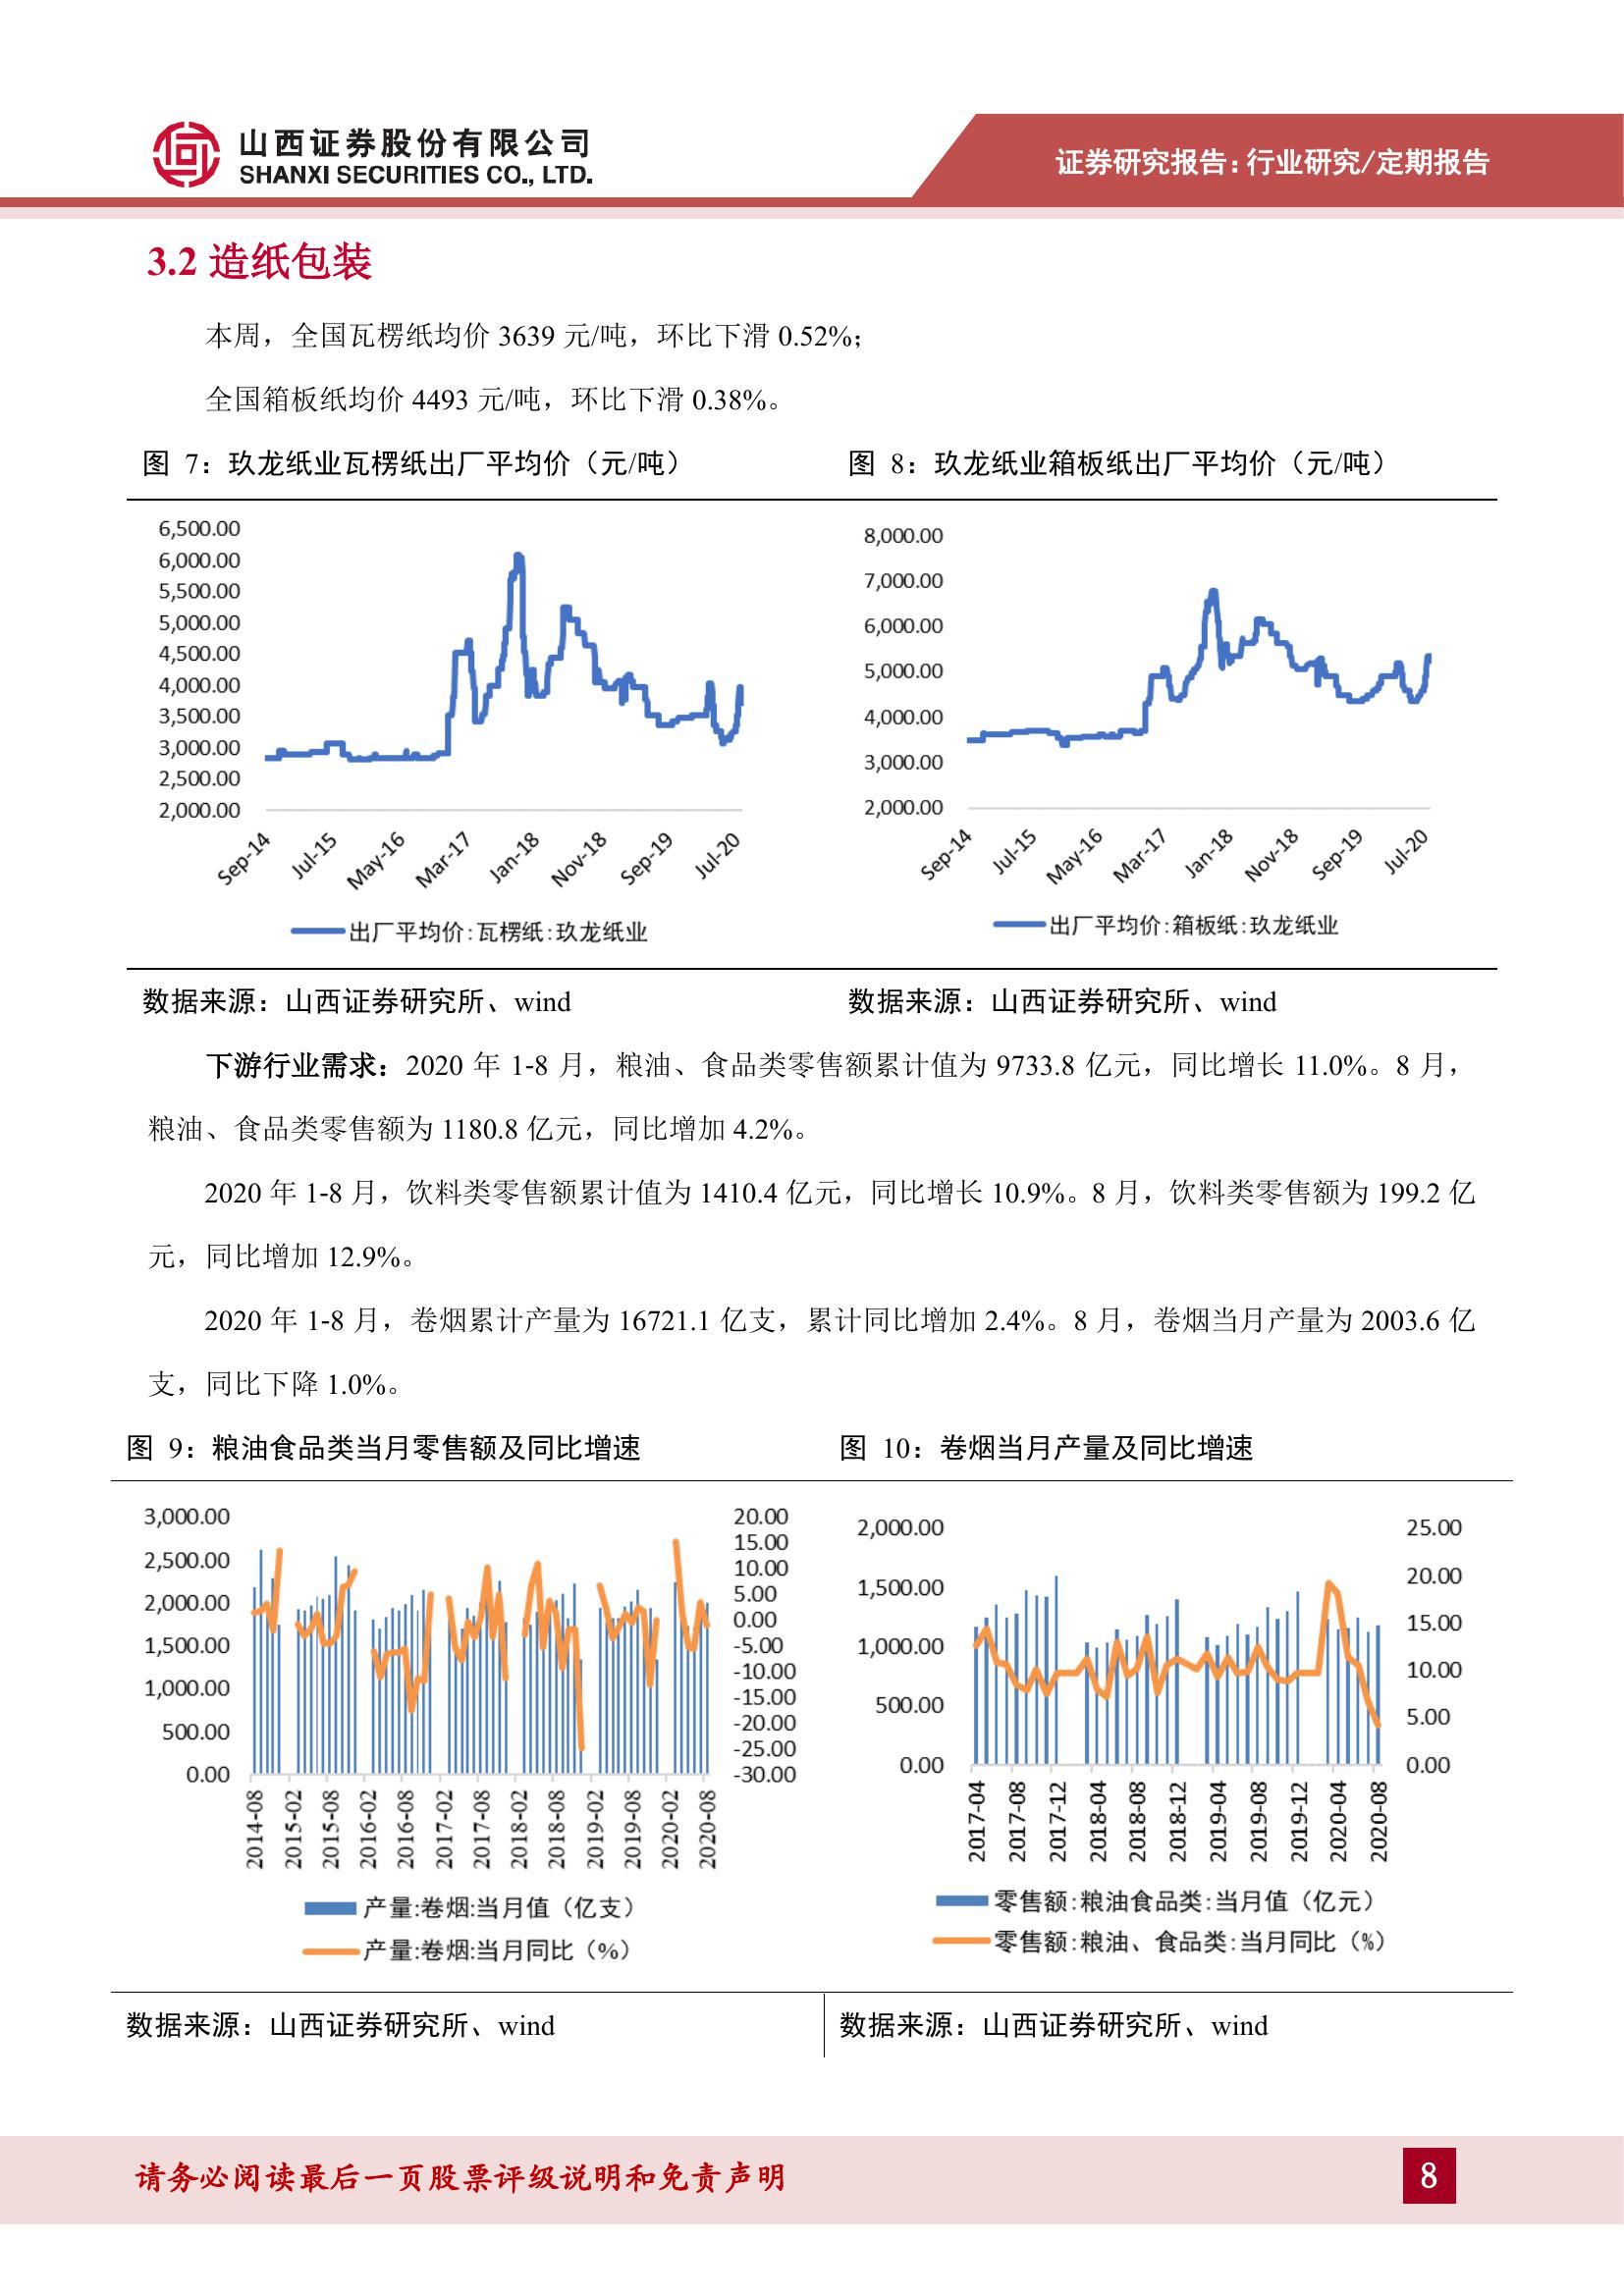 山西证券股份有限公司
SHANXI SECURITIES CO., LTD.
证券研究报告:行业研究/定期报告
3.2 造纸包装
本周，全国瓦楞纸均价 3639 元/吨，环比下滑 0.52%；
全国箱板纸均价 4493 元/吨，环比下滑 0.38%。
图 7：玖龙纸业瓦楞纸出厂平均价（元/吨）
6,500.00
6,000.00
5,500.00
5,000.00
4,500.00
4,000.00
3,500.00
3,000.00
2,500.00
2,000.00
Sep-14 Jul-15 May-16 Mar-17 Jan-18 Nov-18 Sep-19 Jul-20
出厂平均价:瓦楞纸:玖龙纸业
数据来源：山西证券研究所、wind
图 8：玖龙纸业箱板纸出厂平均价（元/吨）
8,000.00
7,000.00
6,000.00
5,000.00
4,000.00
3,000.00
2,000.00
Sep-14 Jul-15 May-16 Mar-17 Jan-18 Nov-18 Sep-19 Jul-20
出厂平均价:箱板纸:玖龙纸业
数据来源：山西证券研究所、wind
下游行业需求：2020 年 1-8 月，粮油、食品类零售额累计值为 9733.8 亿元，同比增长 11.0%。8 月，
粮油、食品类零售额为 1180.8 亿元，同比增加 4.2%。
2020 年 1-8 月，饮料类零售额累计值为 1410.4 亿元，同比增长 10.9%。8 月，饮料类零售额为 199.2 亿
元，同比增加 12.9%。
2020 年 1-8 月，卷烟累计产量为 16721.1 亿支，累计同比增加 2.4%。8 月，卷烟当月产量为 2003.6 亿
支，同比下降 1.0%。
图 9：粮油食品类当月零售额及同比增速
3,000.00
2,500.00
2,000.00
1,500.00
1,000.00
500.00
0.00
20.00
15.00
10.00
5.00
0.00
-5.00
-10.00
-15.00
-20.00
-25.00
-30.00
2014-08 2015-02 2015-08 2016-02 2016-08 2017-02 2017-08 2018-02 2018-08 2019-02 2019-08 2020-02 2020-08
产量:卷烟:当月值（亿支）
产量:卷烟:当月同比（%）
数据来源：山西证券研究所、wind
图 10：卷烟当月产量及同比增速
2,000.00
1,500.00
1,000.00
500.00
0.00
25.00
20.00
15.00
10.00
5.00
0.00
2017-04 2017-08 2017-12 2018-04 2018-08 2018-12 2019-04 2019-08 2019-12 2020-04 2020-08
零售额:粮油食品类:当月值（亿元）
零售额:粮油、食品类:当月同比（%）
数据来源：山西证券研究所、wind
请务必阅读最后一页股票评级说明和免责声明
8